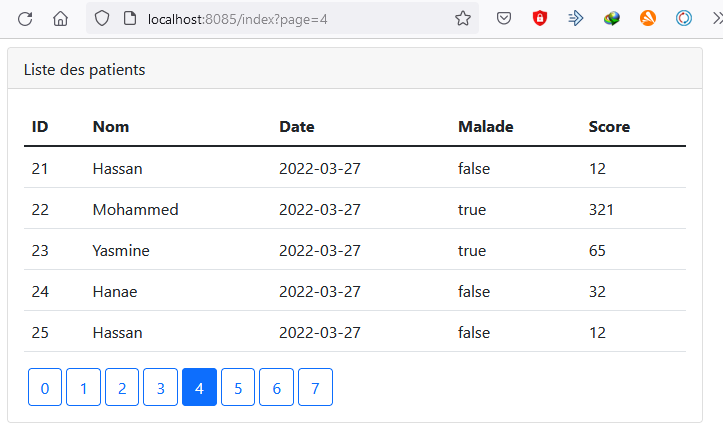 localhost:8085/index?page=4
Liste des patients
ID Nom Date Malade Score
21 Hassan 2022-03-27 false 12
22 Mohammed 2022-03-27 true 321
23 Yasmine 2022-03-27 true 65
24 Hanae 2022-03-27 false 32
25 Hassan 2022-03-27 false 12
0 1 2 3 4 5 6 7